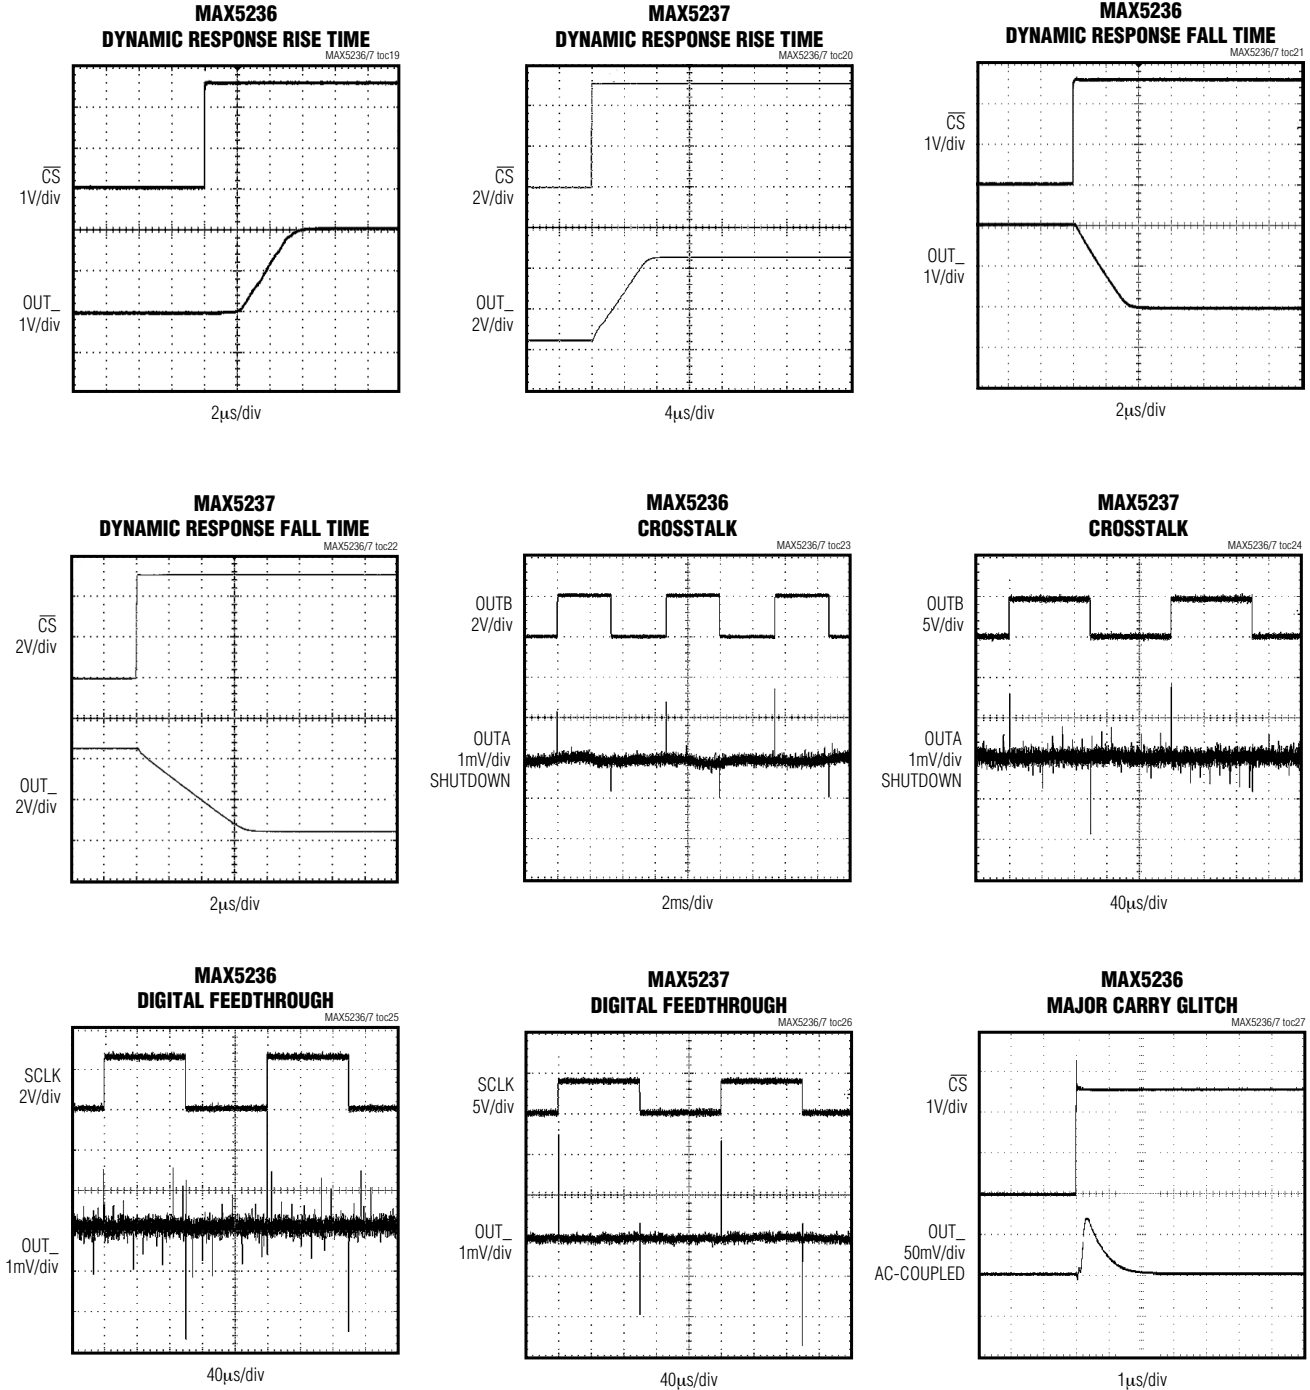 MAX5236
DYNAMIC RESPONSE RISE TIME
MAX5236/7 toc19
CS
1V/div
OUT_
1V/div
2μs/div
MAX5237
DYNAMIC RESPONSE RISE TIME
MAX5236/7 toc20
CS
2V/div
OUT_
2V/div
4μs/div
MAX5236
DYNAMIC RESPONSE FALL TIME
MAX5236/7 toc21
CS
1V/div
OUT_
1V/div
2μs/div
MAX5237
DYNAMIC RESPONSE FALL TIME
MAX5236/7 toc22
CS
2V/div
OUT_
2V/div
2μs/div
MAX5236
CROSSTALK
MAX5236/7 toc23
OUTB
2V/div
OUTA
1mV/div
SHUTDOWN
2ms/div
MAX5237
CROSSTALK
MAX5236/7 toc24
OUTB
5V/div
OUTA
1mV/div
SHUTDOWN
40μs/div
MAX5236
DIGITAL FEEDTHROUGH
MAX5236/7 toc25
SCLK
2V/div
OUT_
1mV/div
40μs/div
MAX5237
DIGITAL FEEDTHROUGH
MAX5236/7 toc26
SCLK
5V/div
OUT_
1mV/div
40μs/div
MAX5236
MAJOR CARRY GLITCH
MAX5236/7 toc27
CS
1V/div
OUT_
50mV/div
AC-COUPLED
1μs/div